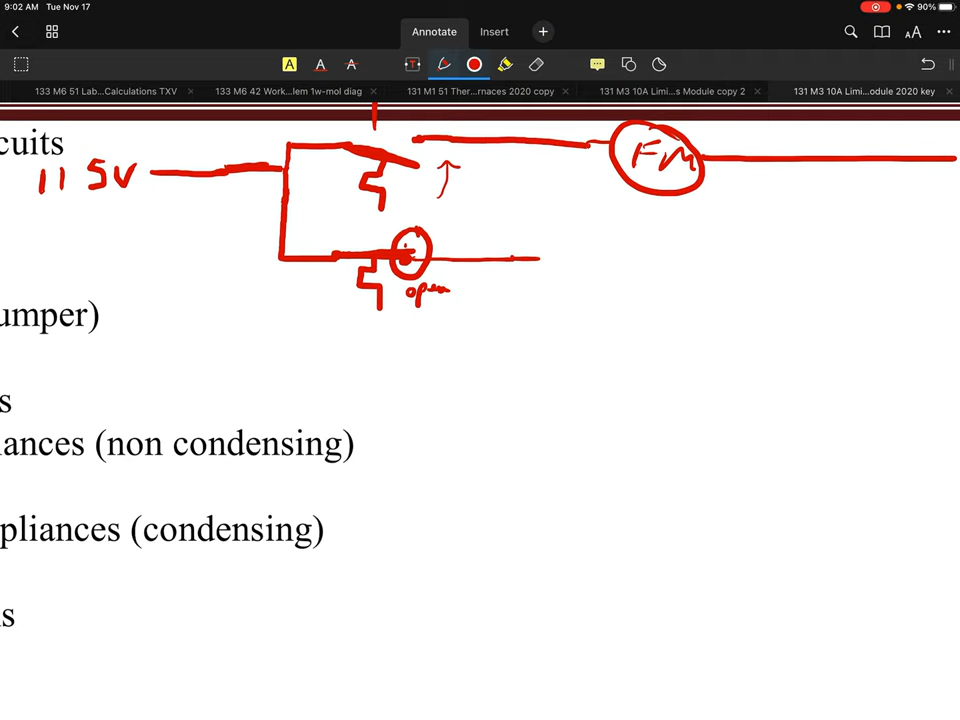 9:02 AM Tue Nov 17
90%
Annotate
Insert
133 M6 51 Lab...Calculations TXV
133 M6 42 Work...lem 1w-mol diag
131 M1 51 Ther...rnaces 2020 copy
131 M3 10A Limi...s Module copy 2
131 M3 10A Limi...odule 2020 key
cuits
115V
FM
open
umper)
s
iances (non condensing)
pliances (condensing)
s